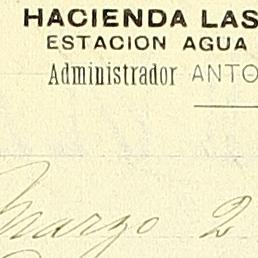 HACIENDA LAS
ESTACION AGUA
Administrador ANTO
Marzo 2